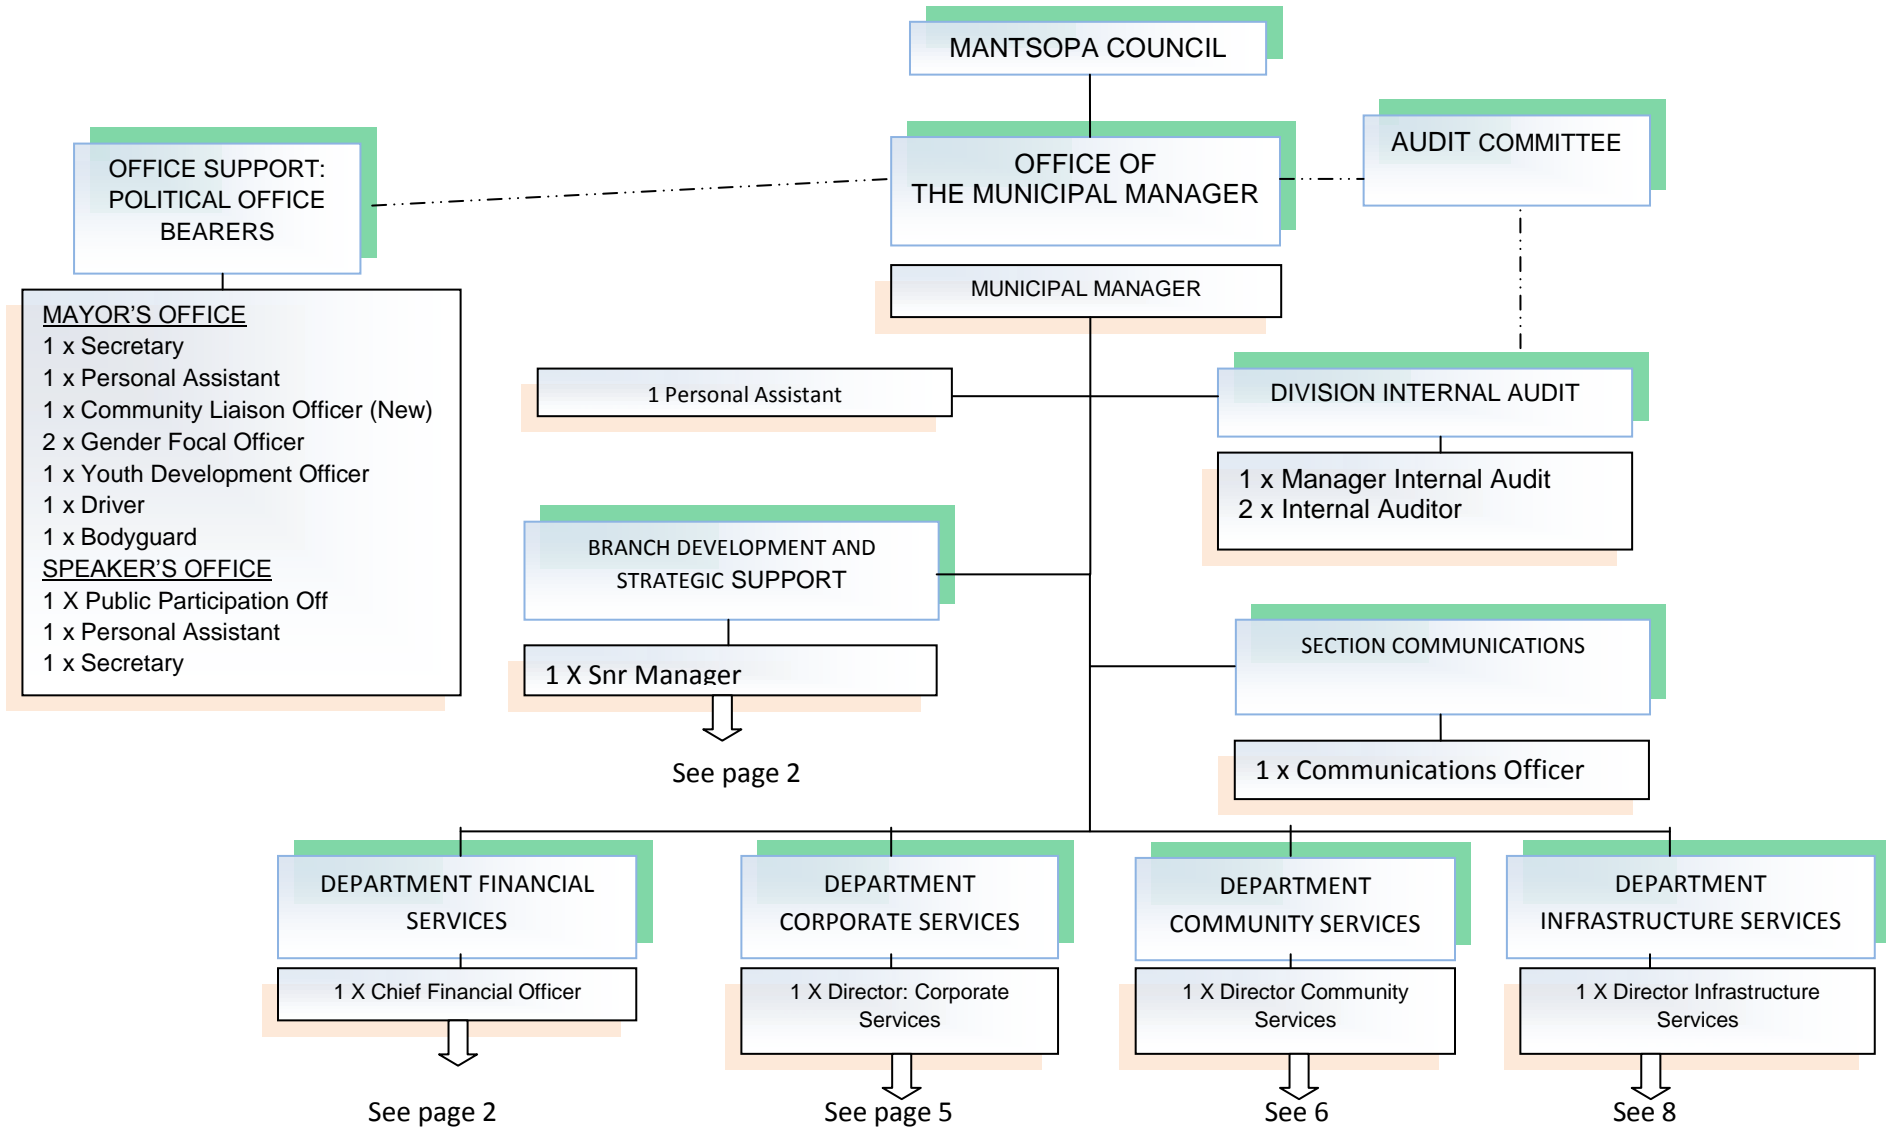 MANTSOPA COUNCIL
OFFICE OF
THE MUNICIPAL MANAGER
AUDIT COMMITTEE
OFFICE SUPPORT:
POLITICAL OFFICE
BEARERS
MUNICIPAL MANAGER
MAYOR'S OFFICE
1 x Secretary
1 x Personal Assistant
1 x Community Liaison Officer (New)
2 x Gender Focal Officer
1 x Youth Development Officer
1 x Driver
1 x Bodyguard
SPEAKER'S OFFICE
1 X Public Participation Off
1 x Personal Assistant
1 x Secretary
1 Personal Assistant
DIVISION INTERNAL AUDIT
1 x Manager Internal Audit
2 x Internal Auditor
BRANCH DEVELOPMENT AND
STRATEGIC SUPPORT
1 X Snr Manager
See page 2
SECTION COMMUNICATIONS
1 x Communications Officer
DEPARTMENT FINANCIAL
SERVICES
1 X Chief Financial Officer
See page 2
DEPARTMENT
CORPORATE SERVICES
1 X Director: Corporate
Services
See page 5
DEPARTMENT
COMMUNITY SERVICES
1 X Director Community
Services
See 6
DEPARTMENT
INFRASTRUCTURE SERVICES
1 X Director Infrastructure
Services
See 8